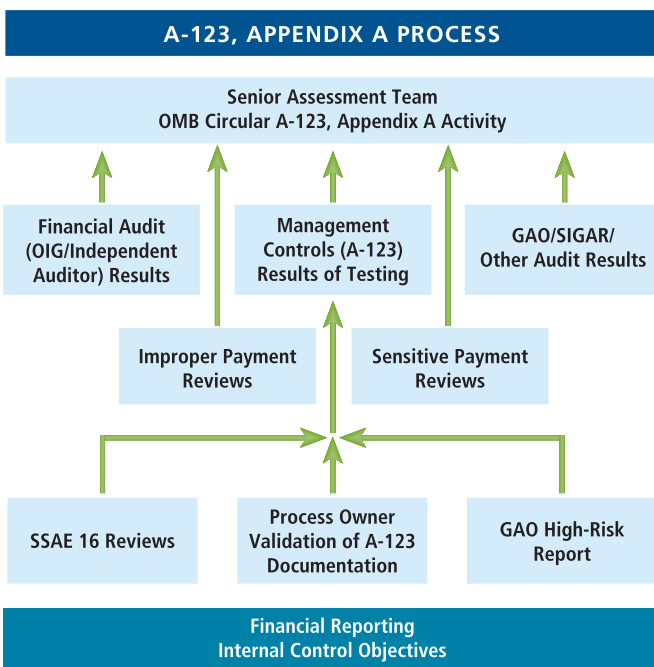 A-123, APPENDIX A PROCESS
Senior Assessment Team
OMB Circular A-123, Appendix A Activity
Financial Audit
(OIG/Independent
Auditor) Results
Management
Controls (A-123)
Results of Testing
GAO/SIGAR/
Other Audit Results
Improper Payment
Reviews
Sensitive Payment
Reviews
SSAE 16 Reviews
Process Owner
Validation of A-123
Documentation
GAO High-Risk
Report
Financial Reporting
Internal Control Objectives